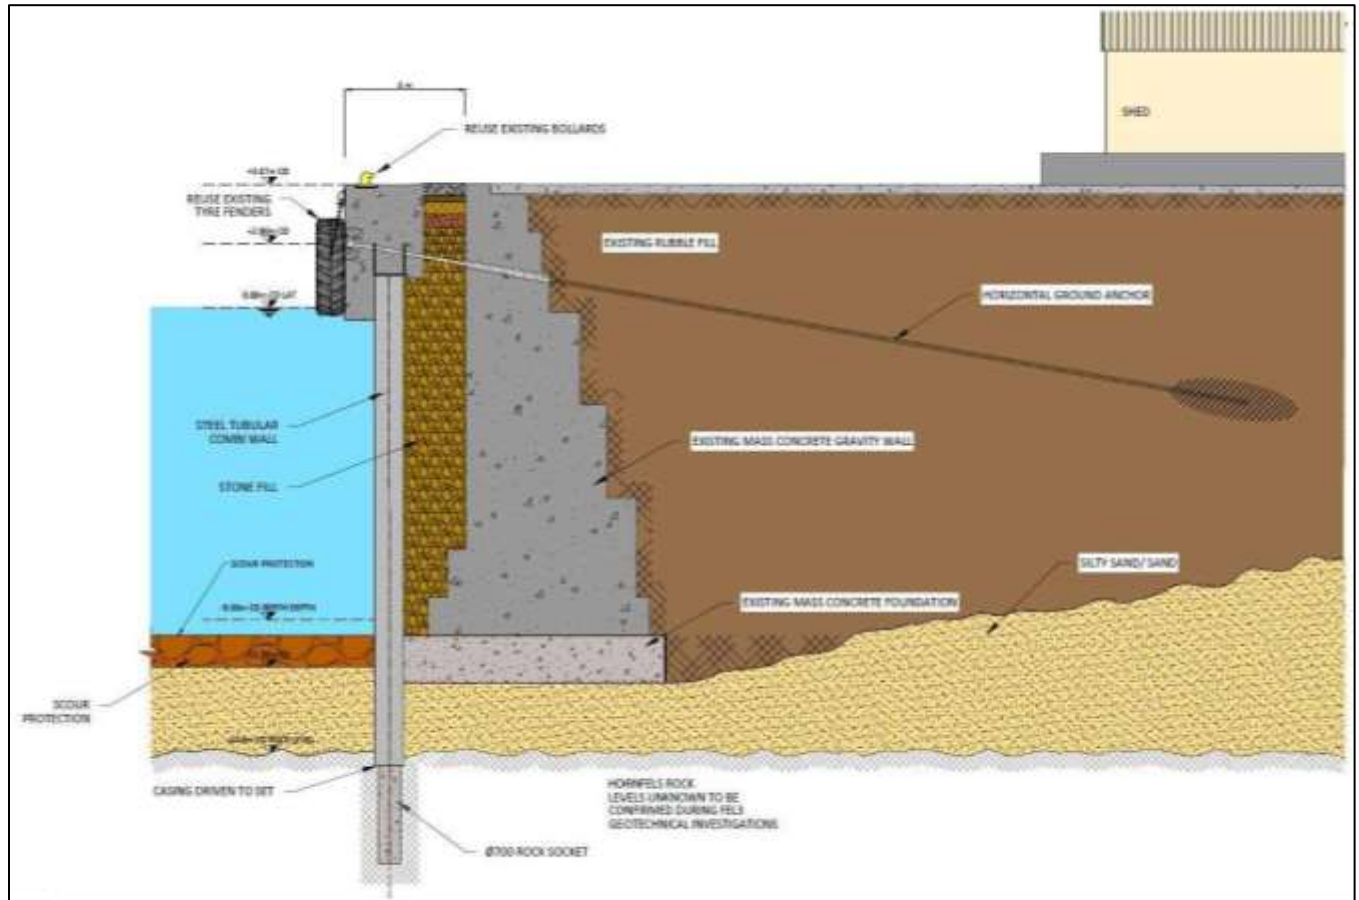 SHED
REUSE EXISTING BOLLARDS
REUSE EXISTING
TYRE FENDERS
EXISTING RUBBLE FILL
HORIZONTAL GROUND ANCHOR
STEEL TUBULAR
COMBI WALL
EXISTING MASS CONCRETE GRAVITY WALL
STONE FILL
SCOUR PROTECTION
SILTY SAND/ SAND
EXISTING MASS CONCRETE FOUNDATION
SCOUR
PROTECTION
CASING DRIVEN TO SET
HORNFELS ROCK
LEVELS UNKNOWN TO BE
CONFIRMED DURING FEL3
GEOTECHNICAL INVESTIGATIONS
Ø700 ROCK SOCKET